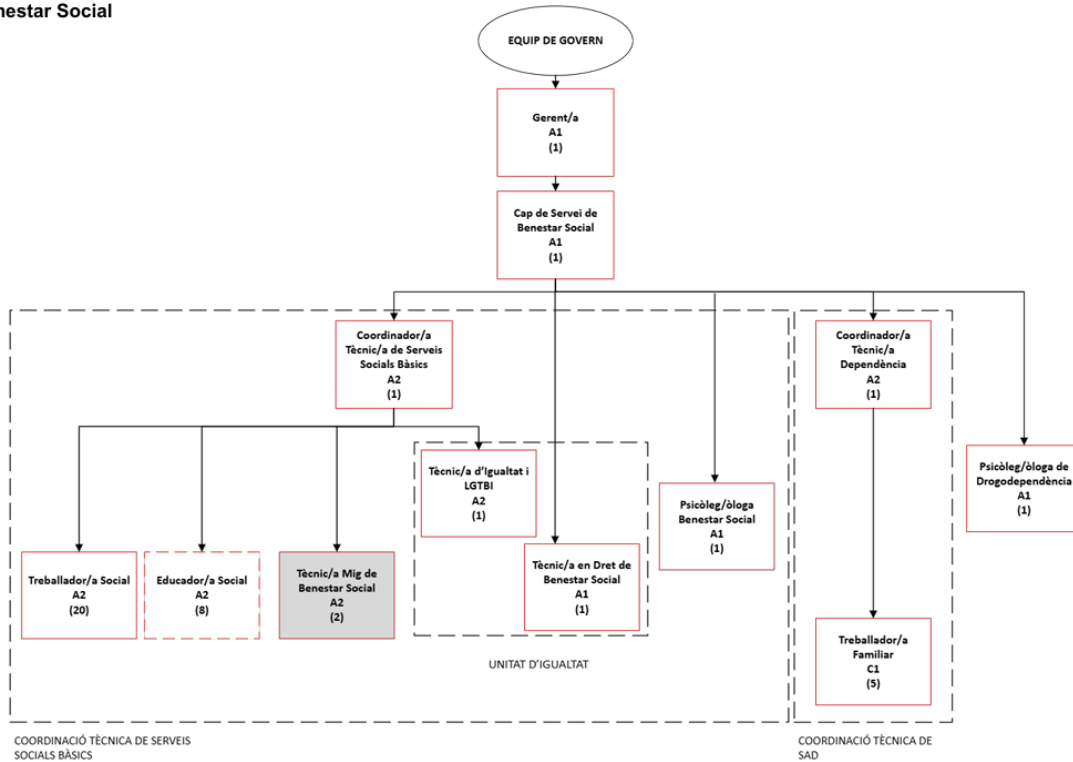 nestar Social
EQUIP DE GOVERN
Gerent/a
A1
(1)
Cap de Servei de
Benestar Social
A1
(1)
Coordinador/a
Tècnic/a de Serveis
Socials Bàsics
A2
(1)
Coordinador/a
Tècnic/a
Dependència
A2
(1)
Tècnic/a d'Igualtat i
LGTBI
A2
(1)
Psicòleg/òloga
Benestar Social
A1
(1)
Psicòleg/òloga de
Drogodependència
A1
(1)
Treballador/a Social
A2
(20)
Educador/a Social
A2
(8)
Tècnic/a Mig de
Benestar Social
A2
(2)
Tècnic/a en Dret de
Benestar Social
A1
(1)
Treballador/a
Familiar
C1
(5)
UNITAT D'IGUALTAT
COORDINACIÓ TÈCNICA DE SERVEIS
SOCIALS BÀSICS
COORDINACIÓ TÈCNICA DE
SAD